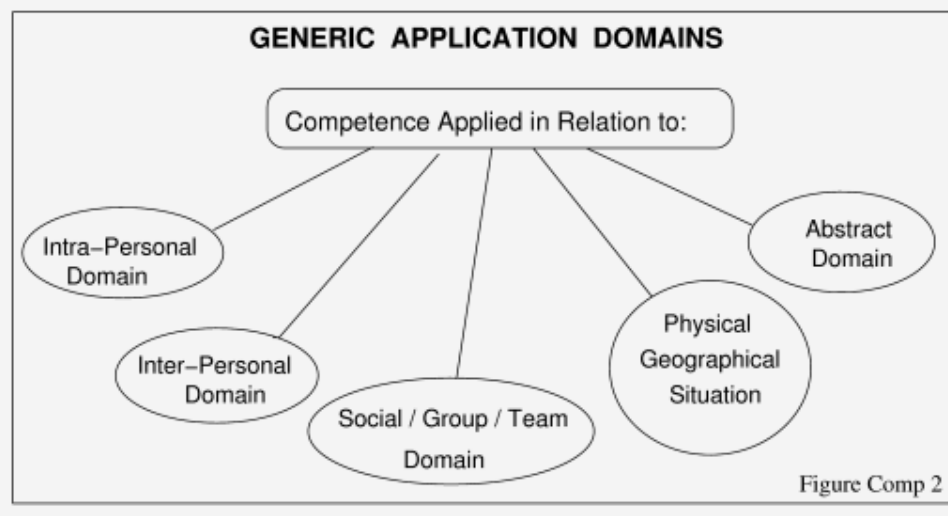 GENERIC APPLICATION DOMAINS
Competence Applied in Relation to:
Intra-Personal
Domain
Inter-Personal
Domain
Social / Group / Team
Domain
Physical
Geographical
Situation
Abstract
Domain
Figure Comp 2